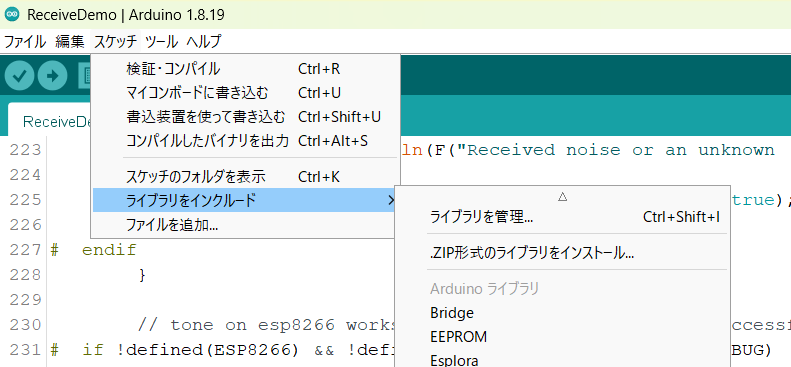 ReceiveDemo | Arduino 1.8.19
ファイル 編集 スケッチ ツール ヘルプ
検証・コンパイル Ctrl+R
マイコンボードに書き込む Ctrl+U
書込装置を使って書き込む Ctrl+Shift+U
コンパイルしたバイナリを出力 Ctrl+Alt+S
スケッチのフォルダを表示 Ctrl+K
ライブラリをインクルード
ファイルを追加...
ライブラリを管理... Ctrl+Shift+I
.ZIP形式のライブラリをインストール...
Arduino ライブラリ
Bridge
EEPROM
Esplora
ReceiveDe
223 ln(F("Received noise or an unknown
224
225 true);
226
227 # endif
228 }
229
230 // tone on esp8266 works ccessf
231 # if !defined(ESP8266) && !defi BUG)